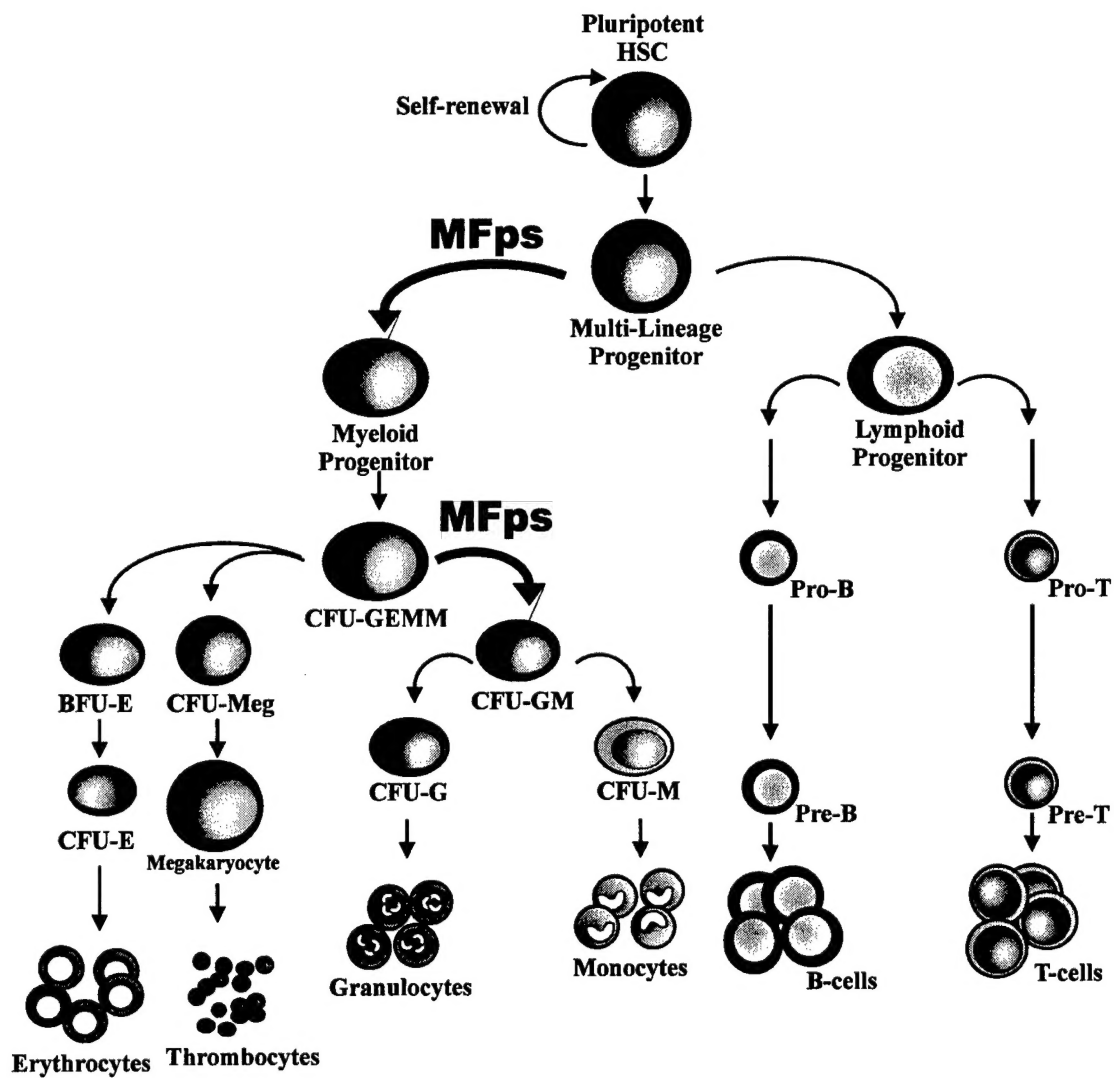 Pluripotent
HSC
Self-renewal
MFps
Multi-Lineage
Progenitor
Myeloid
Progenitor
Lymphoid
Progenitor
MFps
CFU-GEMM
Pro-B
Pro-T
BFU-E
CFU-Meg
CFU-GM
CFU-G
CFU-M
Pre-B
Pre-T
CFU-E
Megakaryocyte
Granulocytes
Monocytes
B-cells
T-cells
Erythrocytes
Thrombocytes